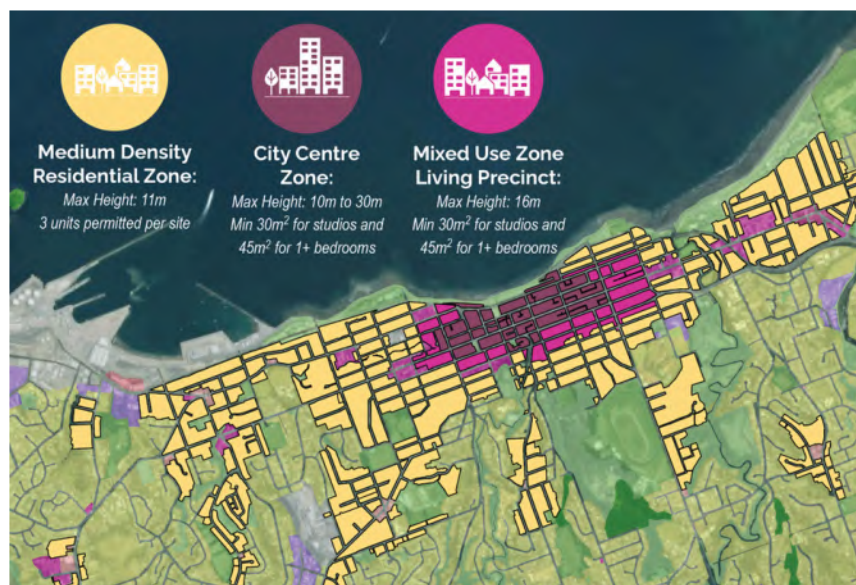 Medium Density
Residential Zone:
Max Height: 11m
3 units permitted per site
City Centre
Zone:
Max Height: 10m to 30m
Min 30m² for studios and
45m² for 1+ bedrooms
Mixed Use Zone
Living Precinct:
Max Height: 16m
Min 30m² for studios and
45m² for 1+ bedrooms